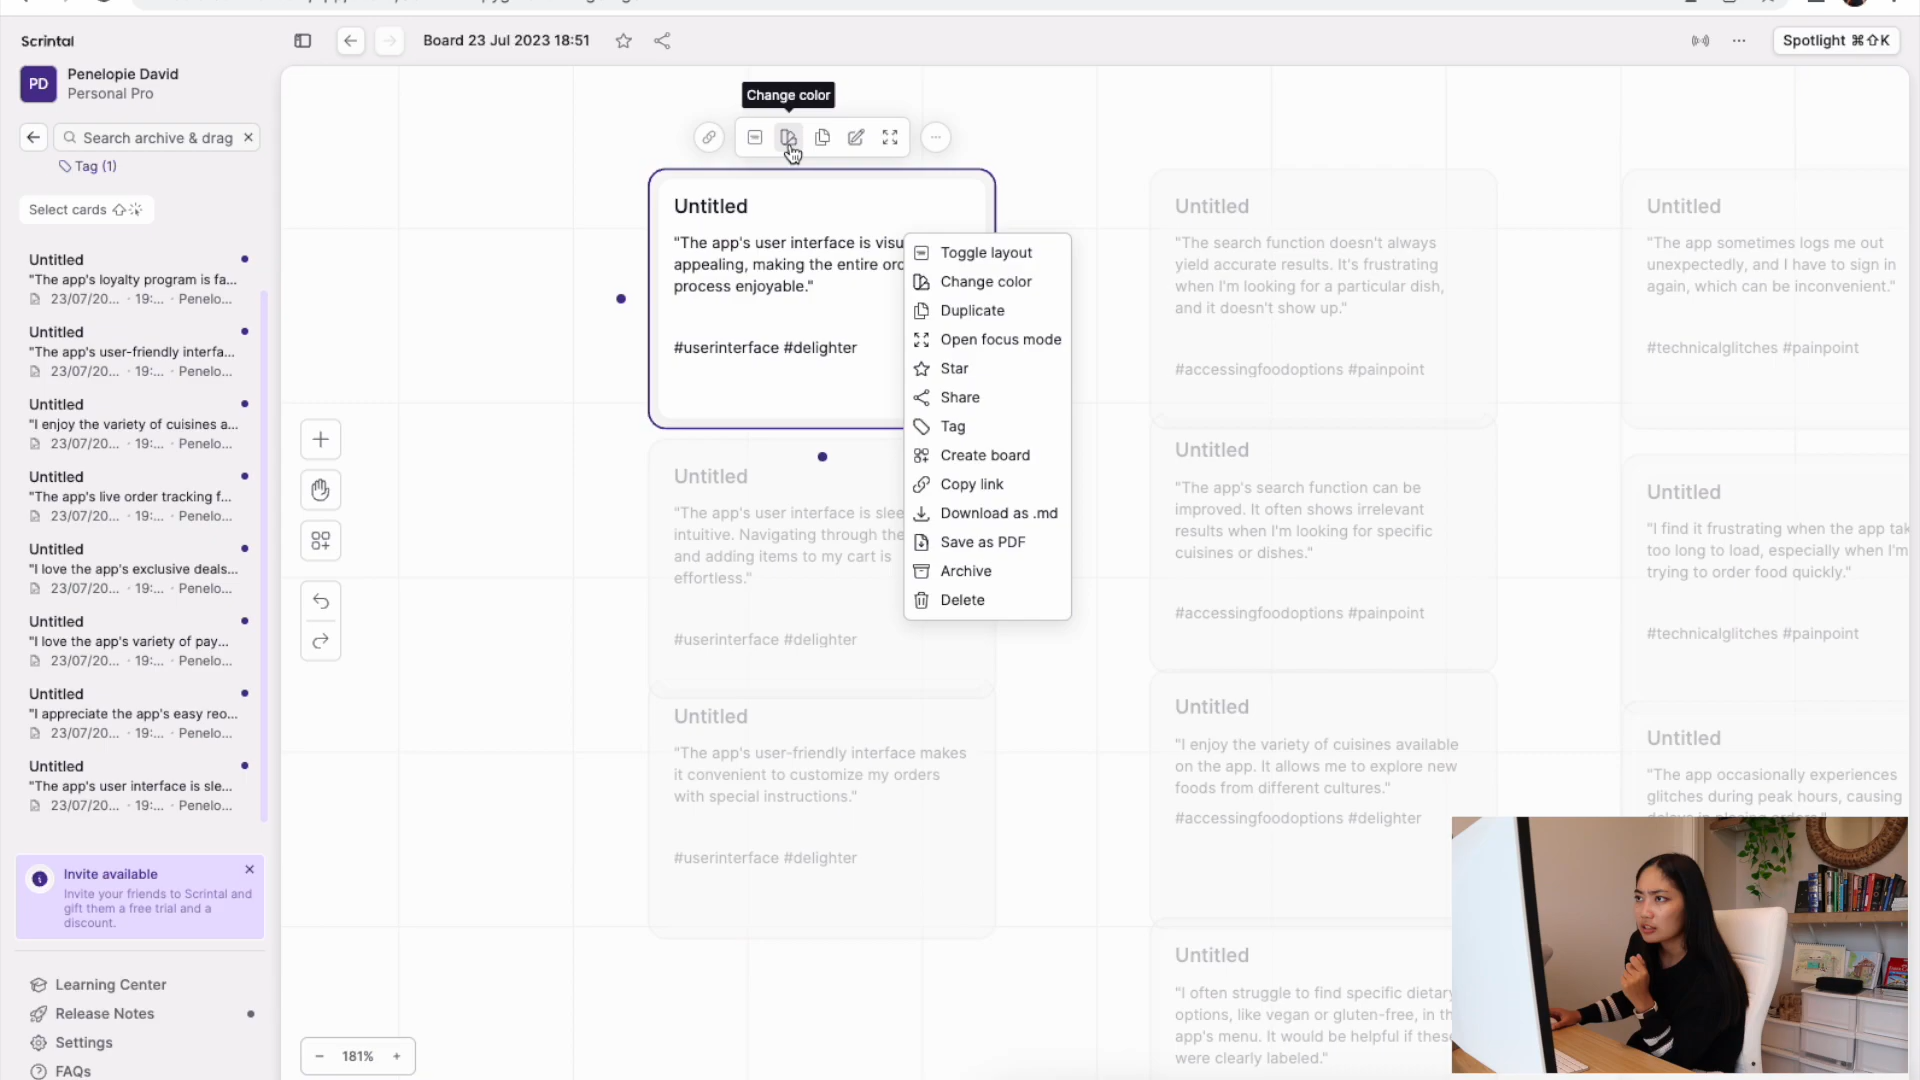 Scrintal
Board 23 Jul 2023 18:51
Spotlight ⌘⇧K
PD
Penelopie David
Personal Pro
Search archive & drag
Tag (1)
Select cards
Untitled
"The app's loyalty program is fa...
23/07/20... · 19:... · Penelo...
Untitled
"The app's user-friendly interfa...
23/07/20... · 19:... · Penelo...
Untitled
"I enjoy the variety of cuisines a...
23/07/20... · 19:... · Penelo...
Untitled
"The app's live order tracking f...
23/07/20... · 19:... · Penelo...
Untitled
"I love the app's exclusive deals...
23/07/20... · 19:... · Penelo...
Untitled
"I love the app's variety of pay...
23/07/20... · 19:... · Penelo...
Untitled
"I appreciate the app's easy reo...
23/07/20... · 19:... · Penelo...
Untitled
"The app's user interface is sle...
23/07/20... · 19:... · Penelo...
Invite available
Invite your friends to Scrintal and
gift them a free trial and a
discount.
Learning Center
Release Notes
Settings
FAQs
181%
Change color
Untitled
"The app's user interface is visu
appealing, making the entire ord
process enjoyable."
#userinterface #delighter
Toggle layout
Change color
Duplicate
Open focus mode
Star
Share
Tag
Create board
Copy link
Download as .md
Save as PDF
Archive
Delete
Untitled
"The app's user interface is slee
intuitive. Navigating through the
and adding items to my cart is
effortless."
#userinterface #delighter
Untitled
"The app's user-friendly interface makes
it convenient to customize my orders
with special instructions."
#userinterface #delighter
Untitled
"The search function doesn't always
yield accurate results. It's frustrating
when I'm looking for a particular dish,
and it doesn't show up."
#accessingfoodoptions #painpoint
Untitled
"The app's search function can be
improved. It often shows irrelevant
results when I'm looking for specific
cuisines or dishes."
#accessingfoodoptions #painpoint
Untitled
"I enjoy the variety of cuisines available
on the app. It allows me to explore new
foods from different cultures."
#accessingfoodoptions #delighter
Untitled
"I often struggle to find specific dietary
options, like vegan or gluten-free, in th
app's menu. It would be helpful if these
were clearly labeled."
Untitled
"The app sometimes logs me out
unexpectedly, and I have to sign in
again, which can be inconvenient."
#technicalglitches #painpoint
Untitled
"I find it frustrating when the app tak
too long to load, especially when I'm
trying to order food quickly."
#technicalglitches #painpoint
Untitled
"The app occasionally experiences
glitches during peak hours, causing